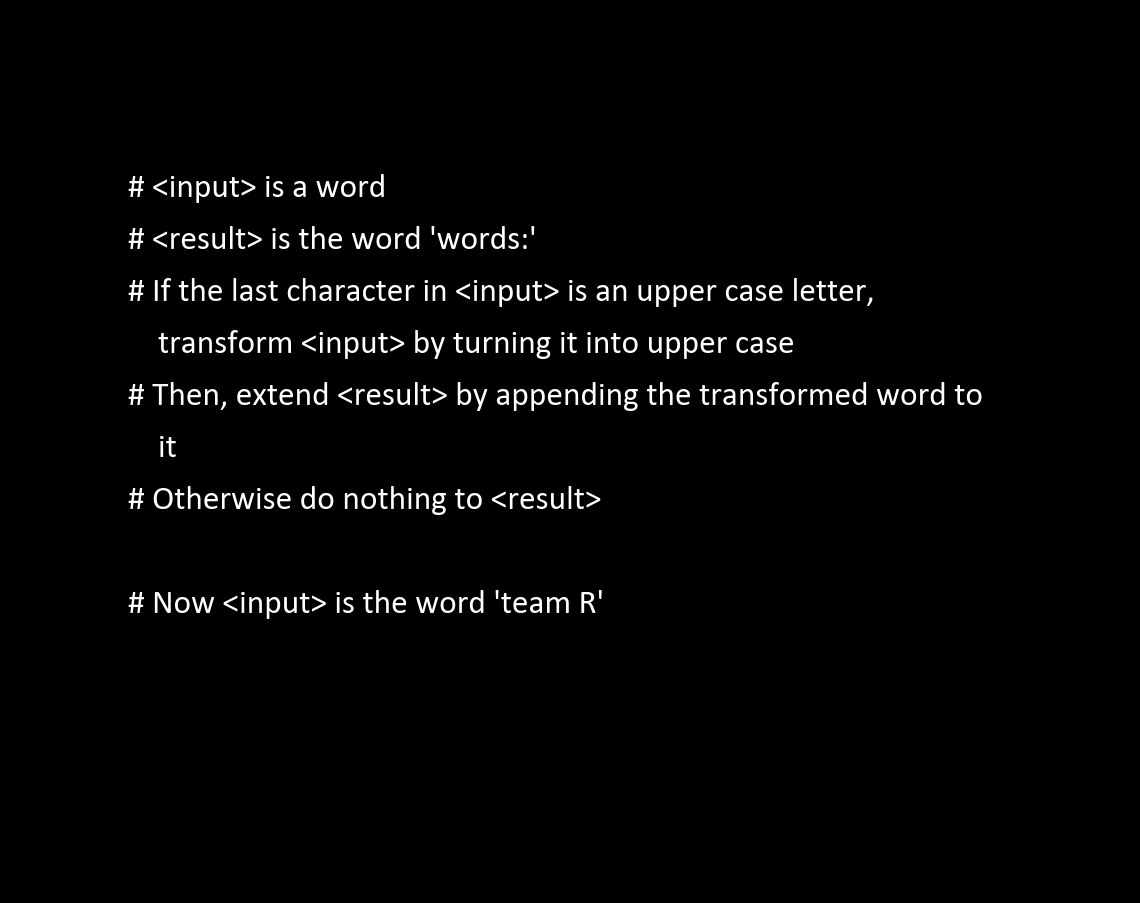 # <input> is a word
# <result> is the word 'words:'
# If the last character in <input> is an upper case letter,
transform <input> by turning it into upper case
# Then, extend <result> by appending the transformed word to
it
# Otherwise do nothing to <result>
# Now <input> is the word 'team R'